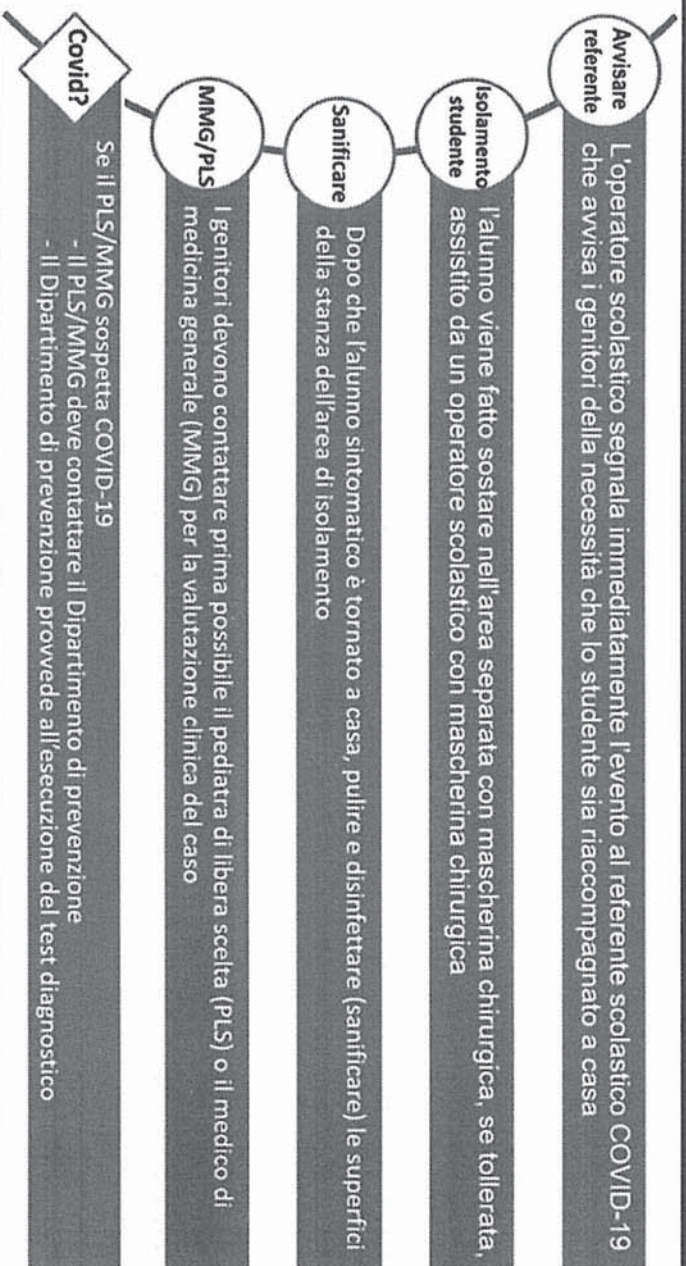 Avvisare
referente
L'operatore scolastico segnala immediatamente l'evento al referente scolastico COVID-19
che avvisa i genitori della necessità che lo studente sia riaccompagnato a casa
Isolamento
studente
l'alunno viene fatto sostare nell'area separata con mascherina chirurgica, se tollerata,
assistito da un operatore scolastico con mascherina chirurgica
Sanificare
Dopo che l'alunno sintomatico è tornato a casa, pulire e disinfettare (sanificare) le superfici
della stanza dell'area di isolamento
MMG/PLS
I genitori devono contattare prima possibile il pediatra di libera scelta (PLS) o il medico di
medicina generale (MMG) per la valutazione clinica del caso
Covid?
Se il PLS/MMG sospetta COVID-19
- Il PLS/MMG deve contattare il Dipartimento di prevenzione
- Il Dipartimento di prevenzione provvede all'esecuzione del test diagnostico